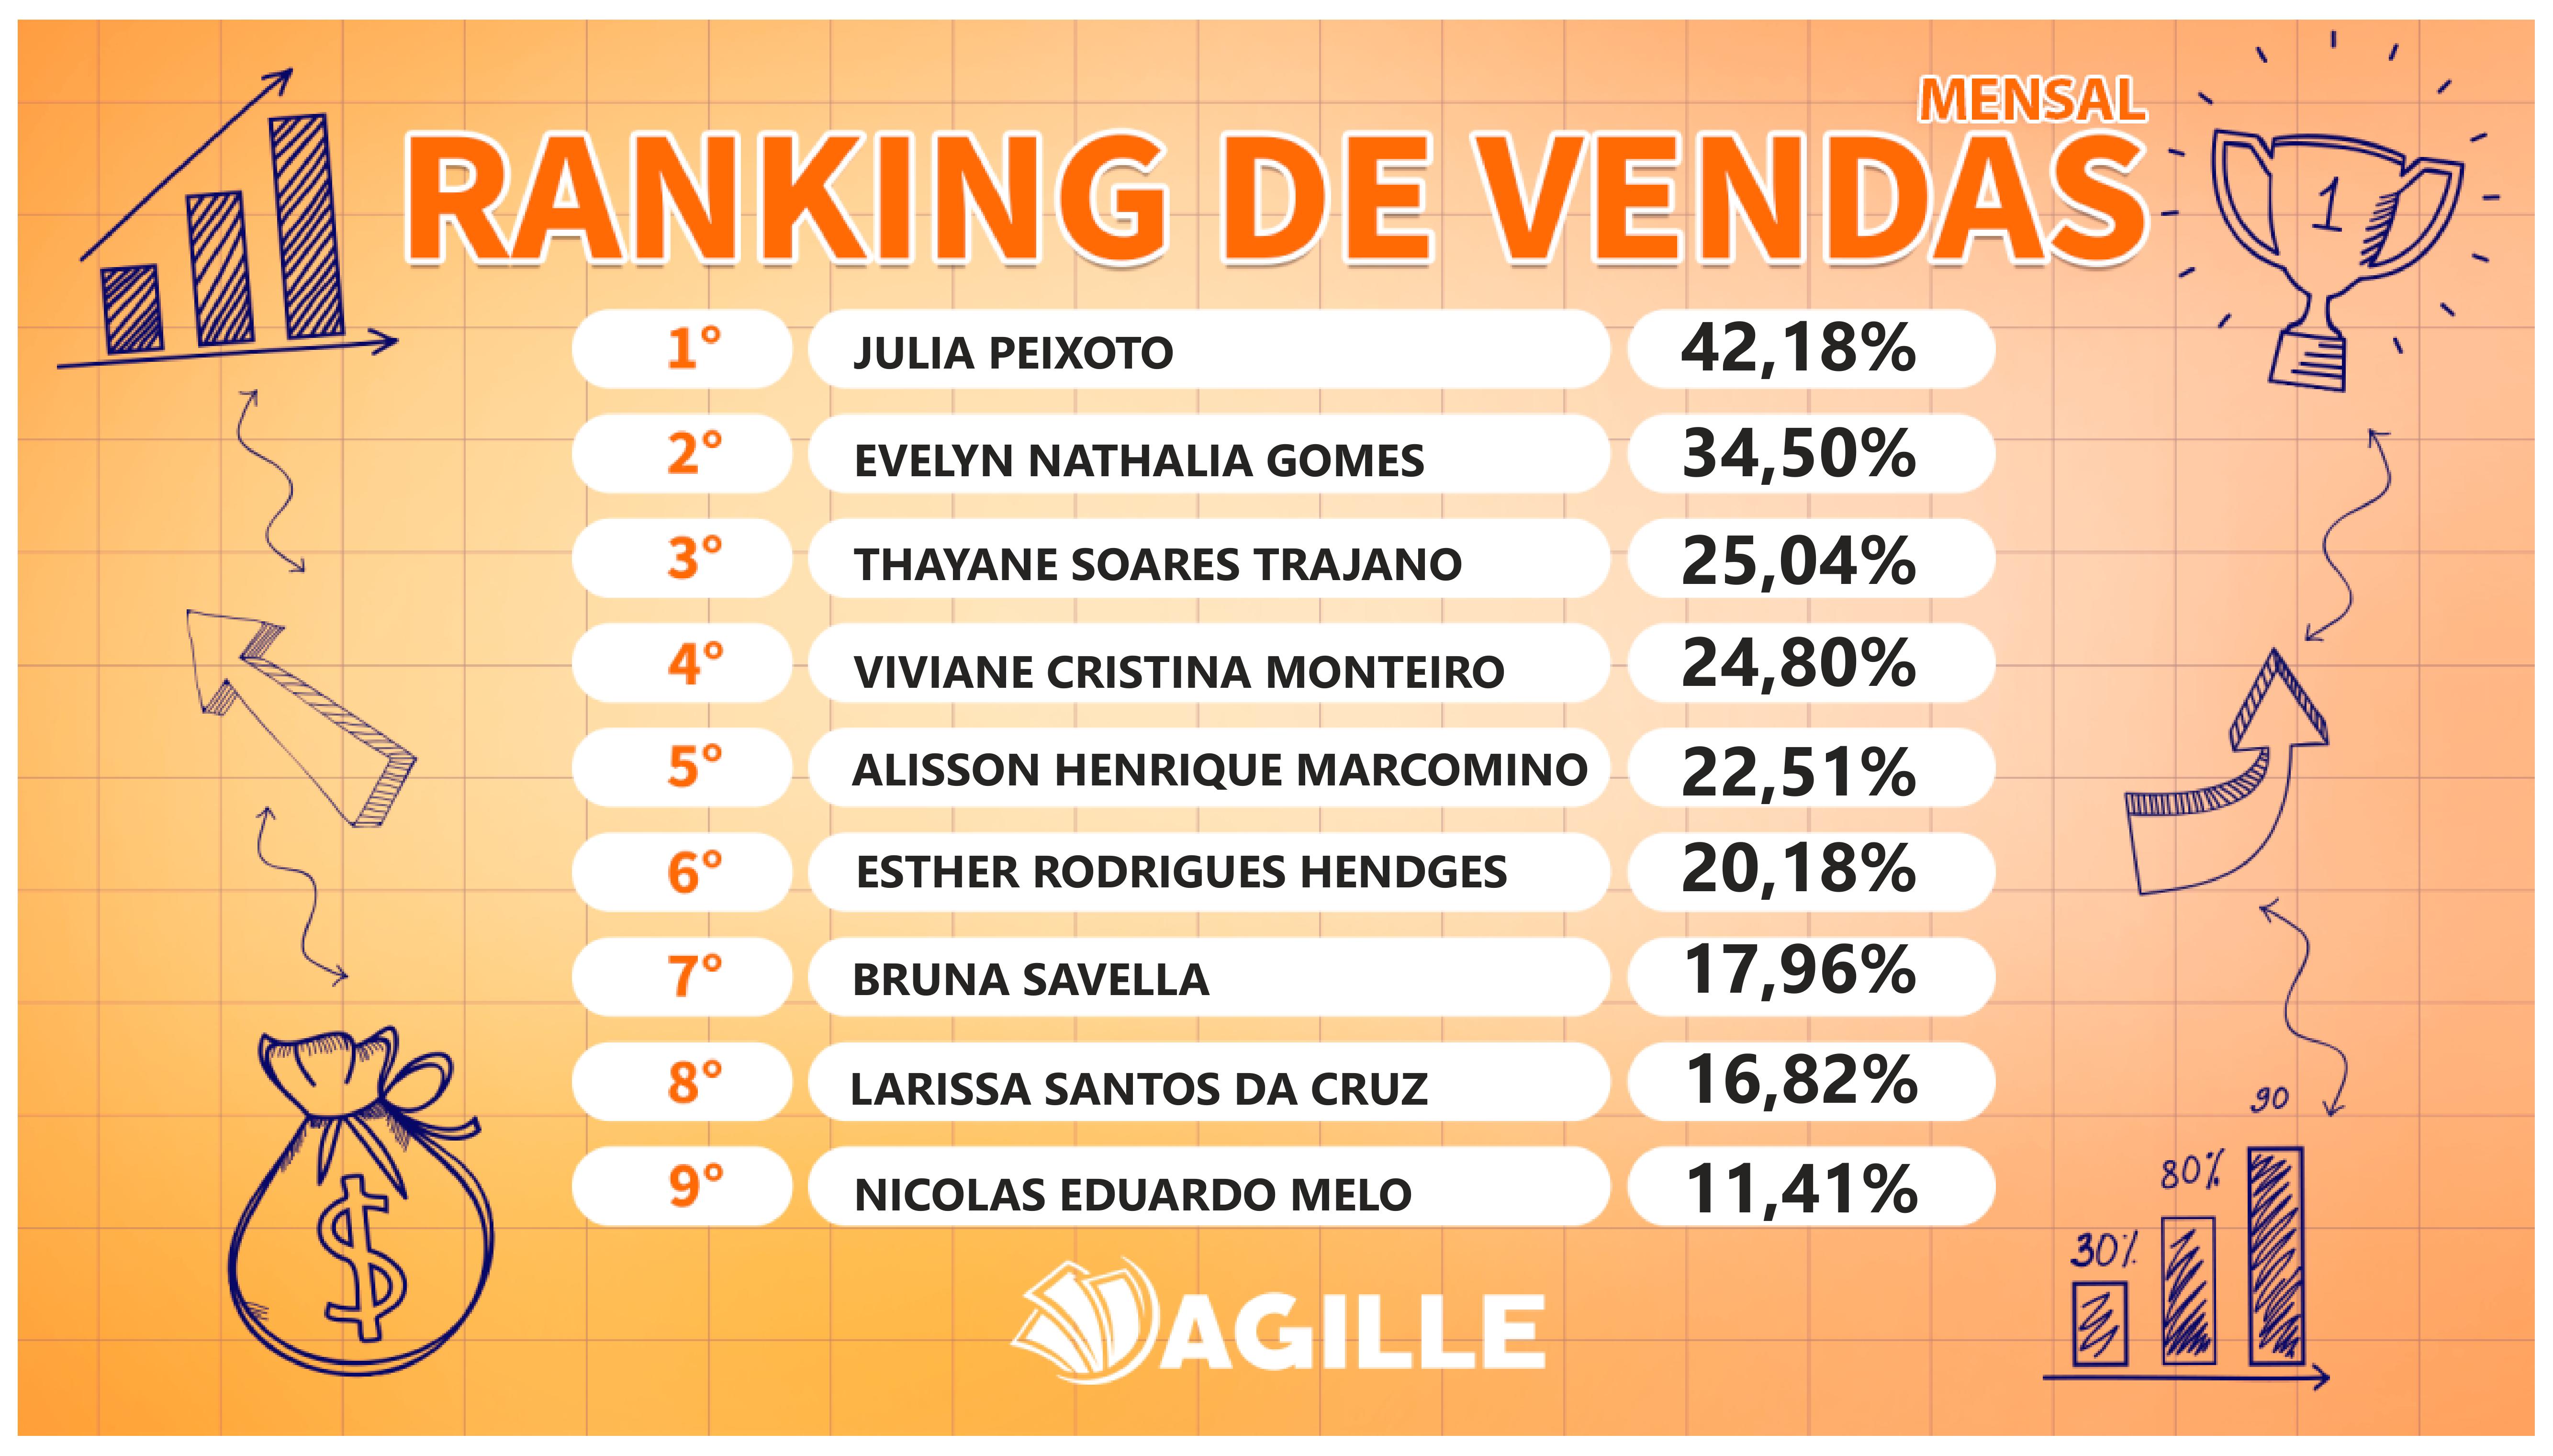 MENSAL
RANKING DE VENDAS
1
1° JULIA PEIXOTO 42,18%
2° EVELYN NATHALIA GOMES 34,50%
3° THAYANE SOARES TRAJANO 25,04%
4° VIVIANE CRISTINA MONTEIRO 24,80%
5° ALISSON HENRIQUE MARCOMINO 22,51%
6° ESTHER RODRIGUES HENDGES 20,18%
7° BRUNA SAVELLA 17,96%
8° LARISSA SANTOS DA CRUZ 16,82%
9° NICOLAS EDUARDO MELO 11,41%
90
80%
30%
$
AGILLE